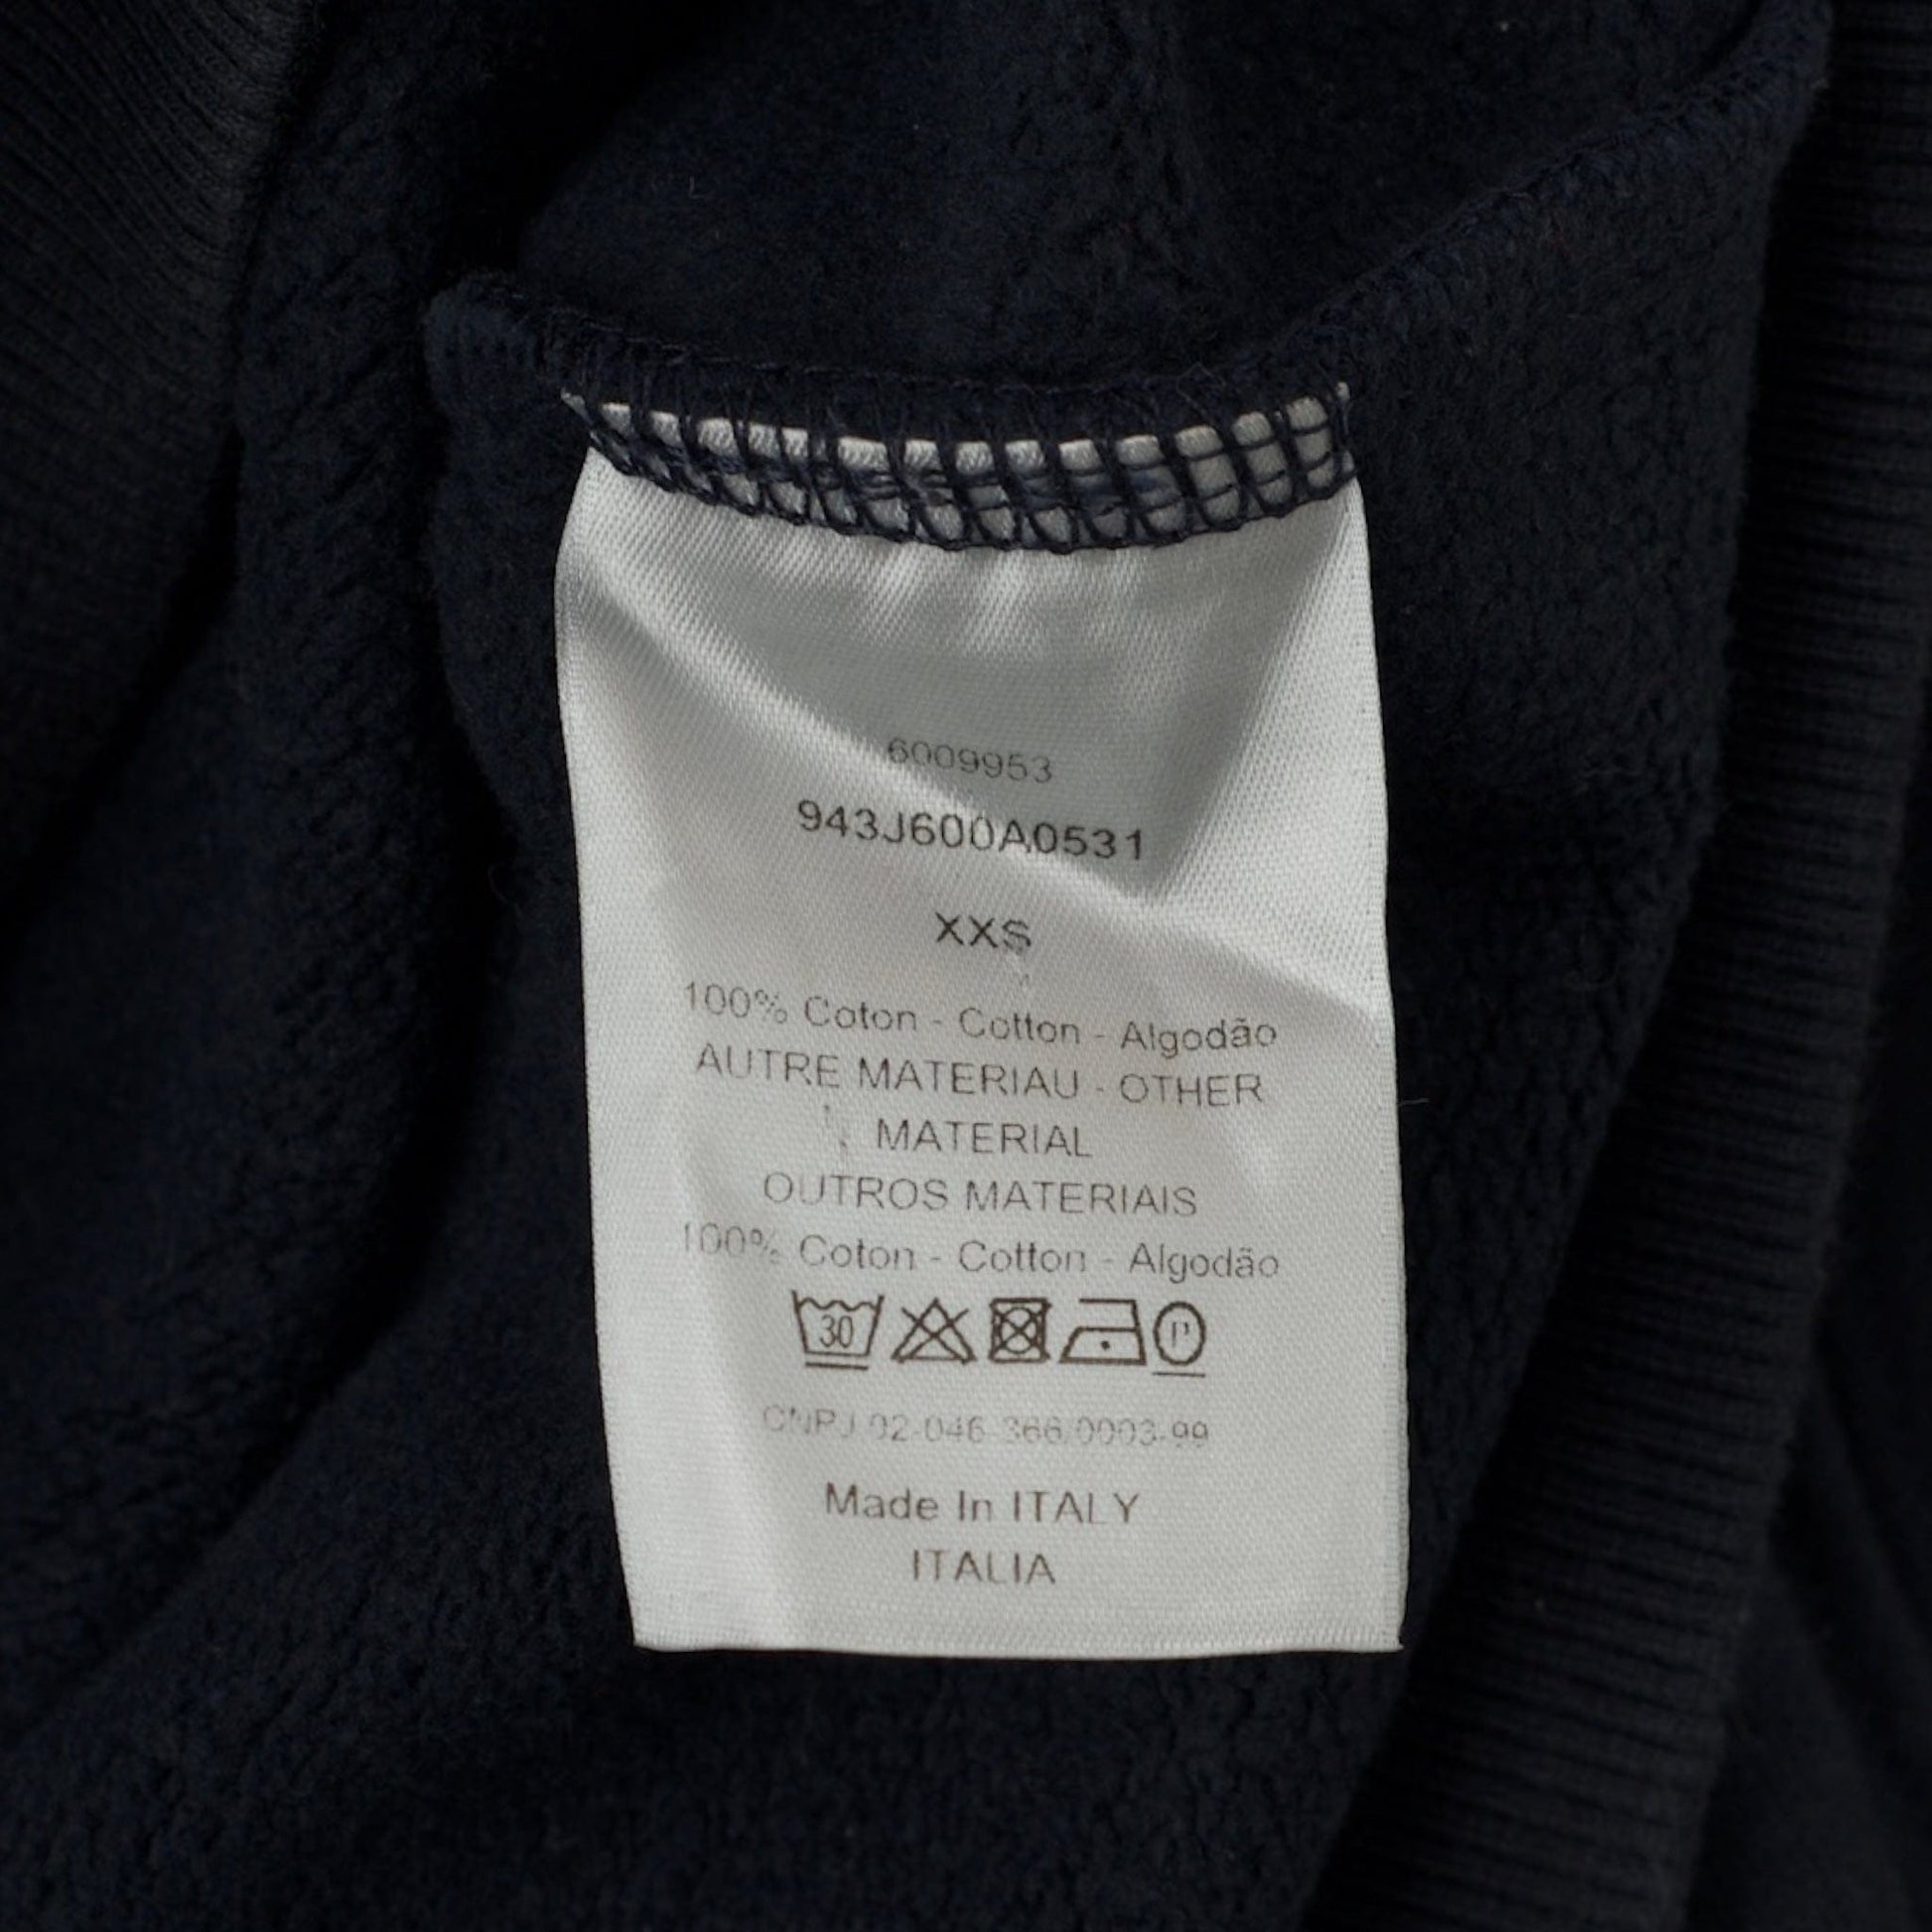 6009953
943J600A0531
XXS
100% Coton - Cotton - Algodão
AUTRE MATERIAU - OTHER
MATERIAL
OUTROS MATERIAIS
100% Coton - Cotton - Algodão
30 P
CNPJ 02-046-366/0003-99
Made In ITALY
ITALIA